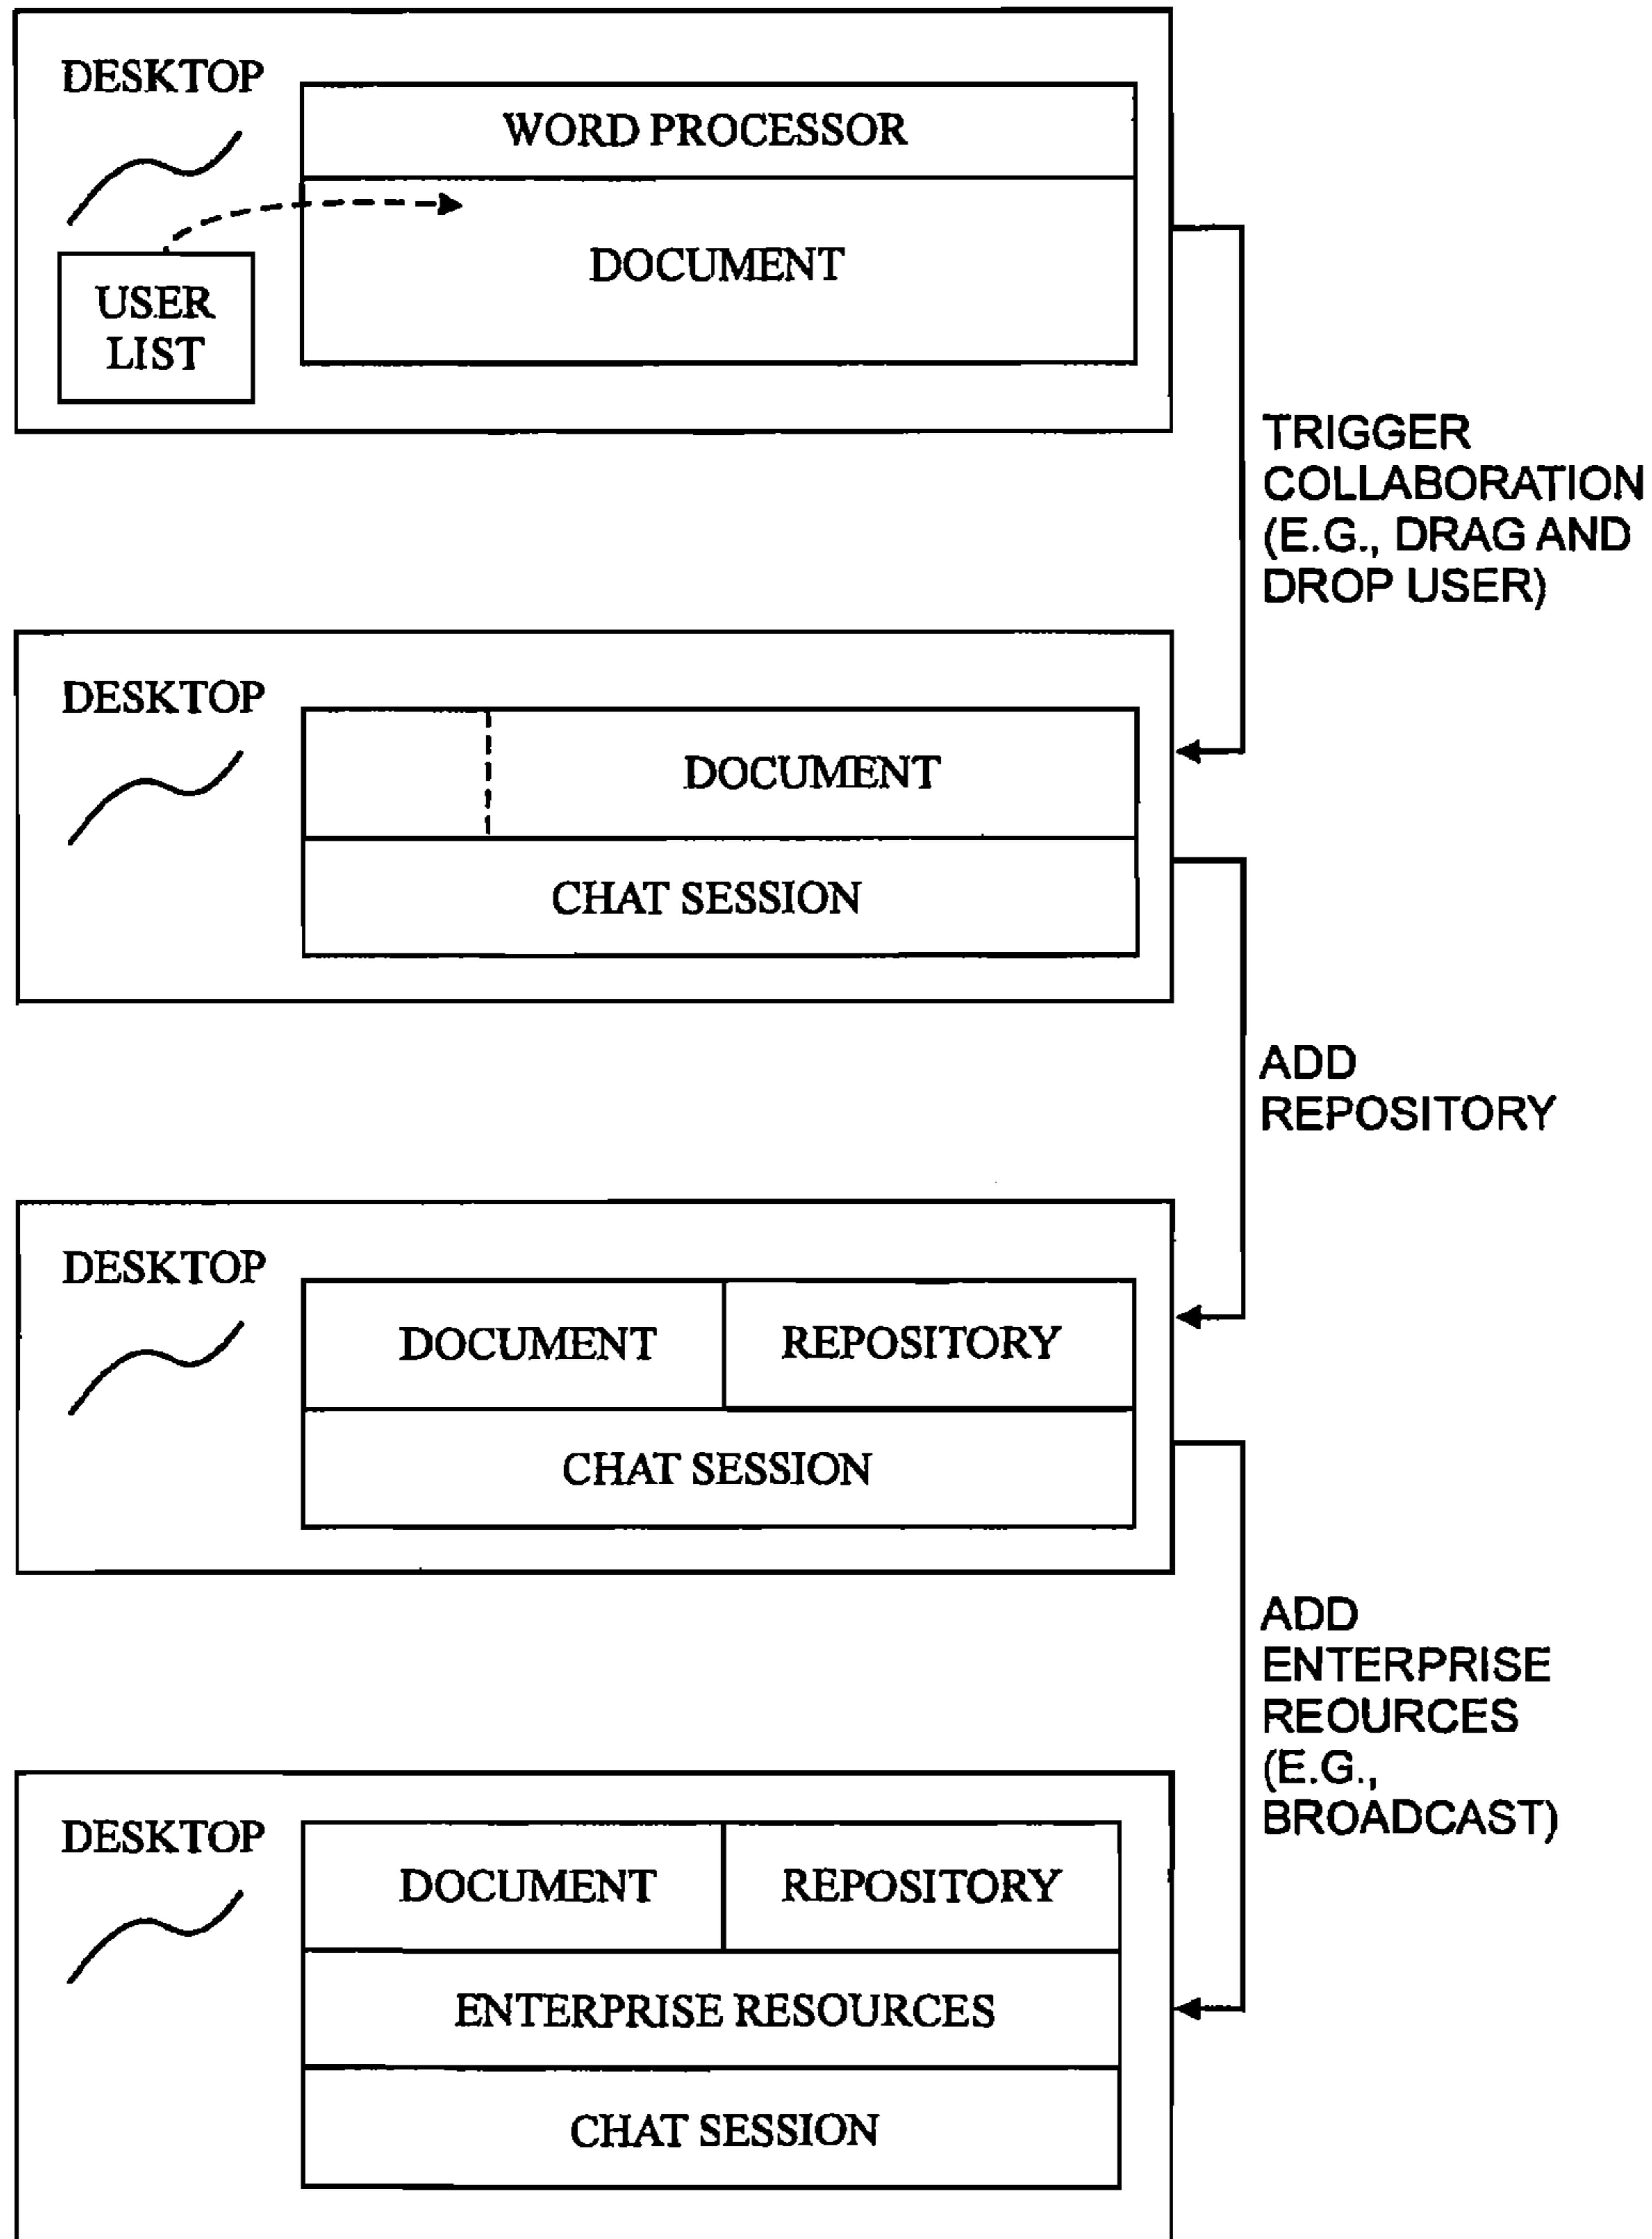 DESKTOP
WORD PROCESSOR
DOCUMENT
USER
LIST
TRIGGER
COLLABORATION
(E.G., DRAG AND
DROP USER)
DESKTOP
DOCUMENT
CHAT SESSION
ADD
REPOSITORY
DESKTOP
DOCUMENT
REPOSITORY
CHAT SESSION
ADD
ENTERPRISE
REOURCES
(E.G.,
BROADCAST)
DESKTOP
DOCUMENT
REPOSITORY
ENTERPRISE RESOURCES
CHAT SESSION